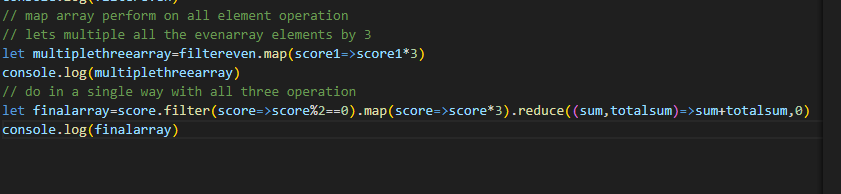 // map array perform on all element operation
// lets multiple all the evenarray elements by 3
let multiplethreearray=filtereven.map(score1=>score1*3)
console.log(multiplethreearray)
// do in a single way with all three operation
let finalarray=score.filter(score=>score%2==0).map(score=>score*3).reduce((sum,totalsum)=>sum+totalsum,0)
console.log(finalarray)